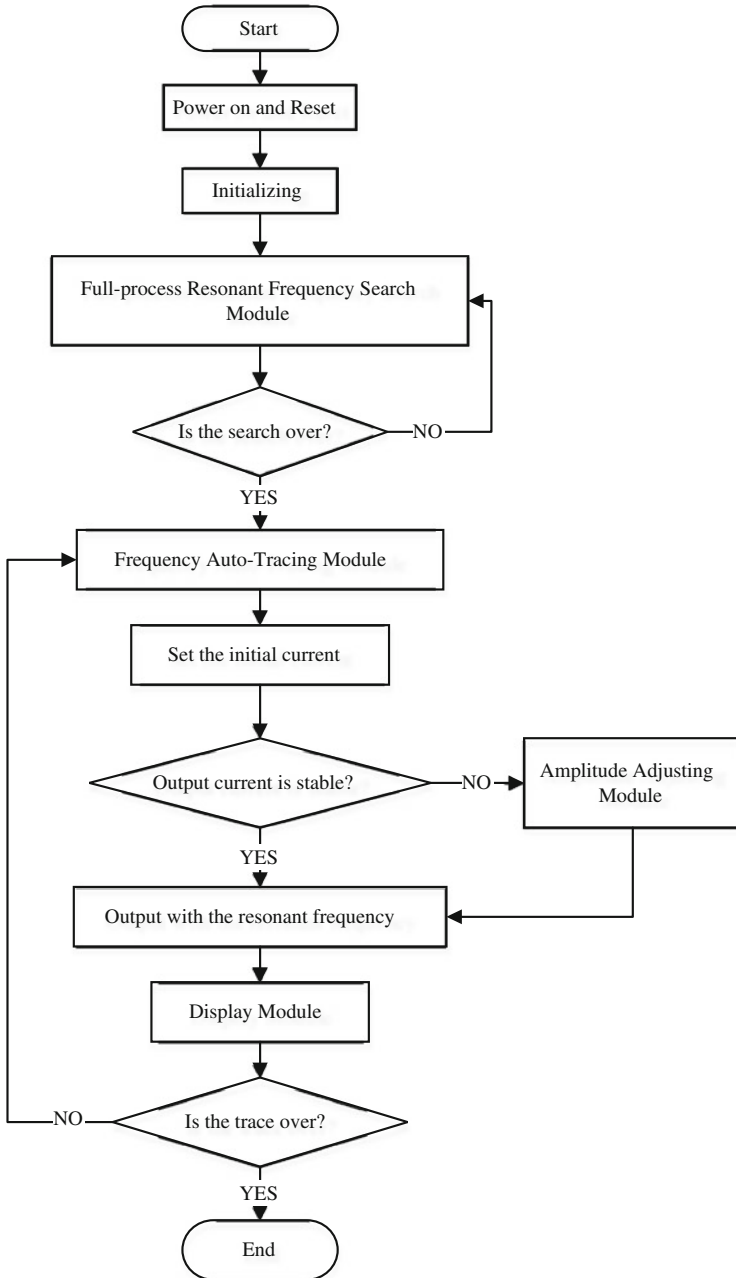 Start
Power on and Reset
Initializing
Full-process Resonant Frequency Search
Module
Is the search over?
NO
YES
Frequency Auto-Tracing Module
Set the initial current
Output current is stable?
NO
Amplitude Adjusting
Module
YES
Output with the resonant frequency
Display Module
Is the trace over?
NO
YES
End